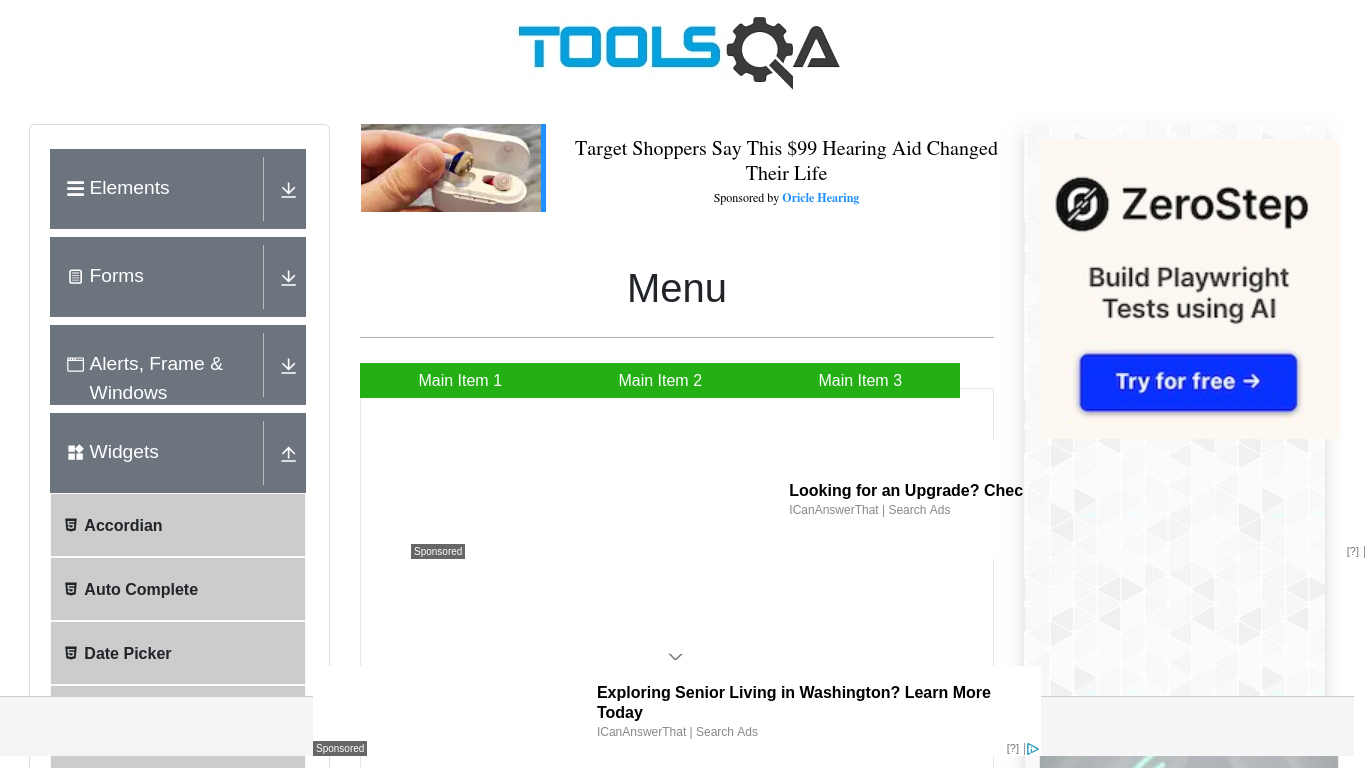 TOOLSQA
Elements
Forms
Alerts, Frame &
Windows
Widgets
Accordian
Auto Complete
Date Picker
Target Shoppers Say This $99 Hearing Aid Changed
Their Life
Sponsored by Oricle Hearing
Menu
Main Item 1
Main Item 2
Main Item 3
Looking for an Upgrade? Chec
ICanAnswerThat | Search Ads
Sponsored
[?]
Exploring Senior Living in Washington? Learn More
Today
ICanAnswerThat | Search Ads
Sponsored
[?]
ZeroStep
Build Playwright
Tests using AI
Try for free →